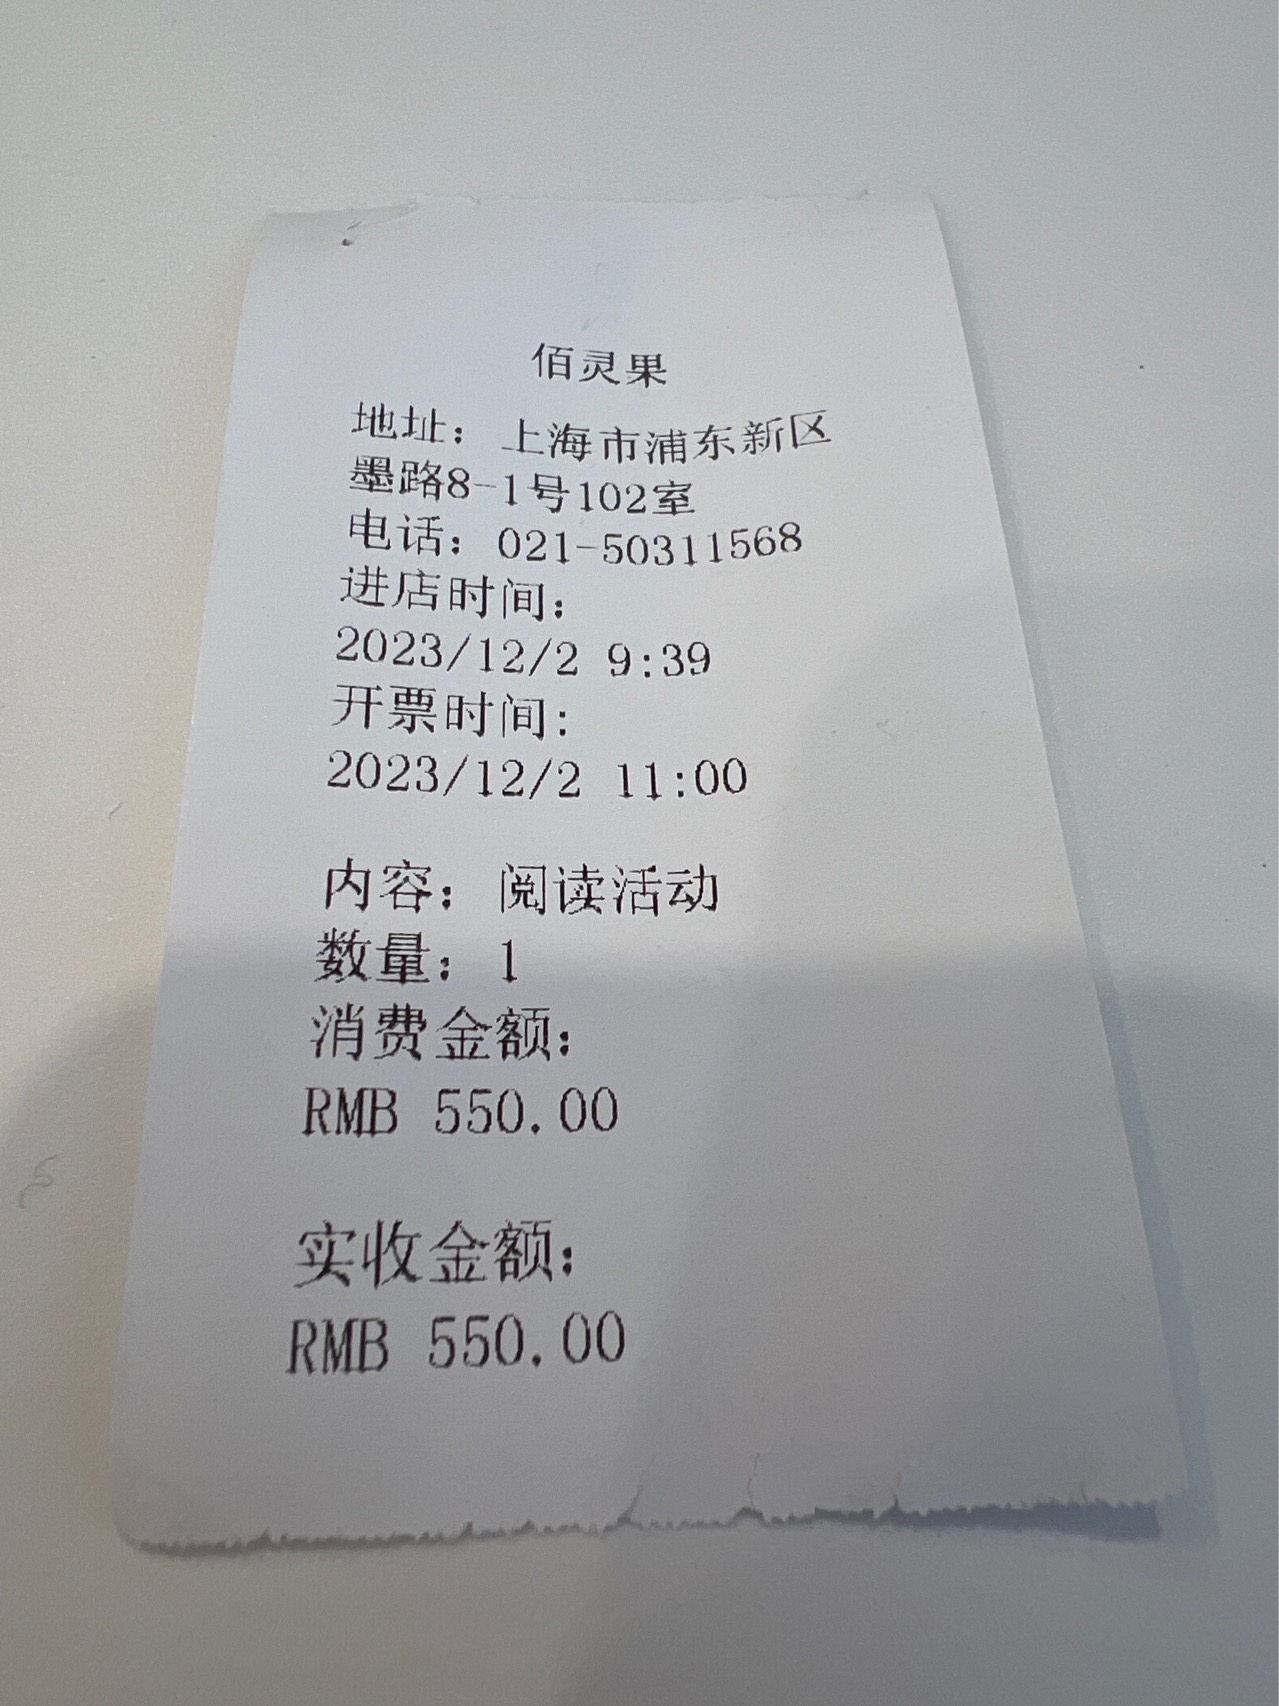 佰灵果
地址：上海市浦东新区
墨路8-1号102室
电话：021-50311568
进店时间：
2023/12/2 9:39
开票时间：
2023/12/2 11:00
内容：阅读活动
数量：1
消费金额：
RMB 550.00
实收金额：
RMB 550.00